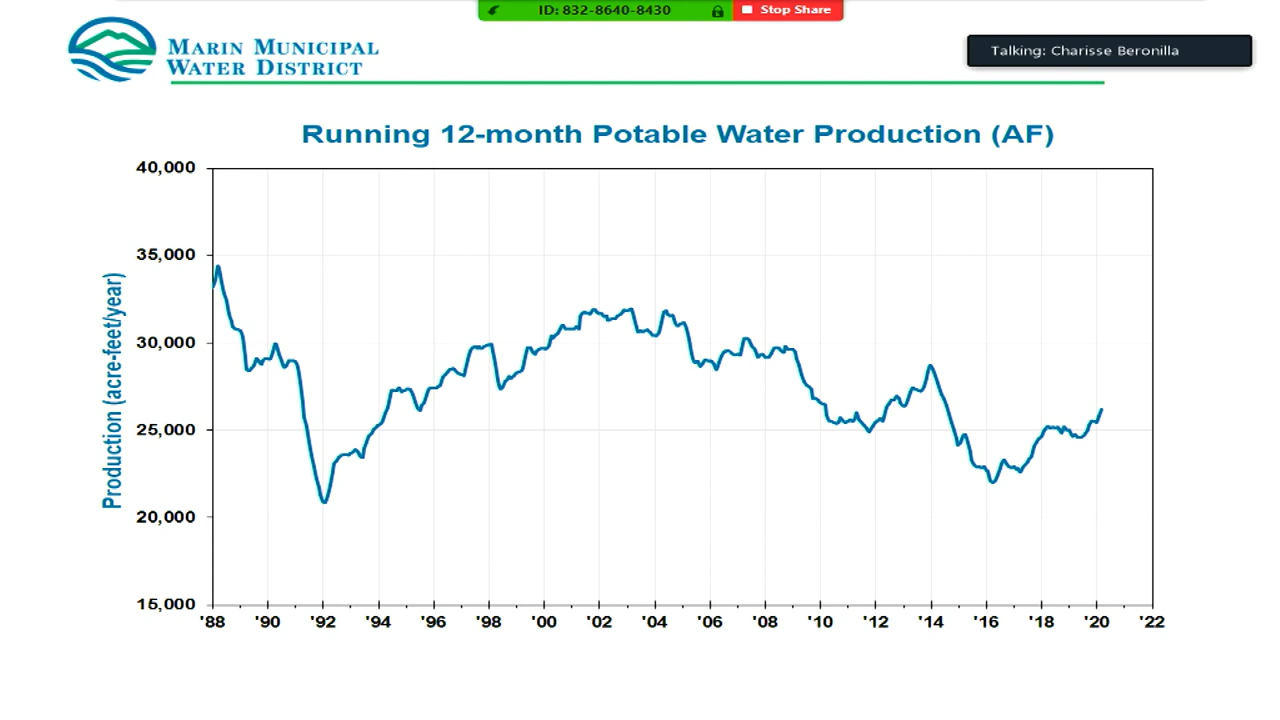 ID: 832-8640-8430
Stop Share
MARIN MUNICIPAL
WATER DISTRICT
Talking: Charisse Beronilla
Running 12-month Potable Water Production (AF)
Production (acre-feet/year)
40,000
35,000
30,000
25,000
20,000
15,000
'88 '90 '92 '94 '96 '98 '00 '02 '04 '06 '08 '10 '12 '14 '16 '18 '20 '22